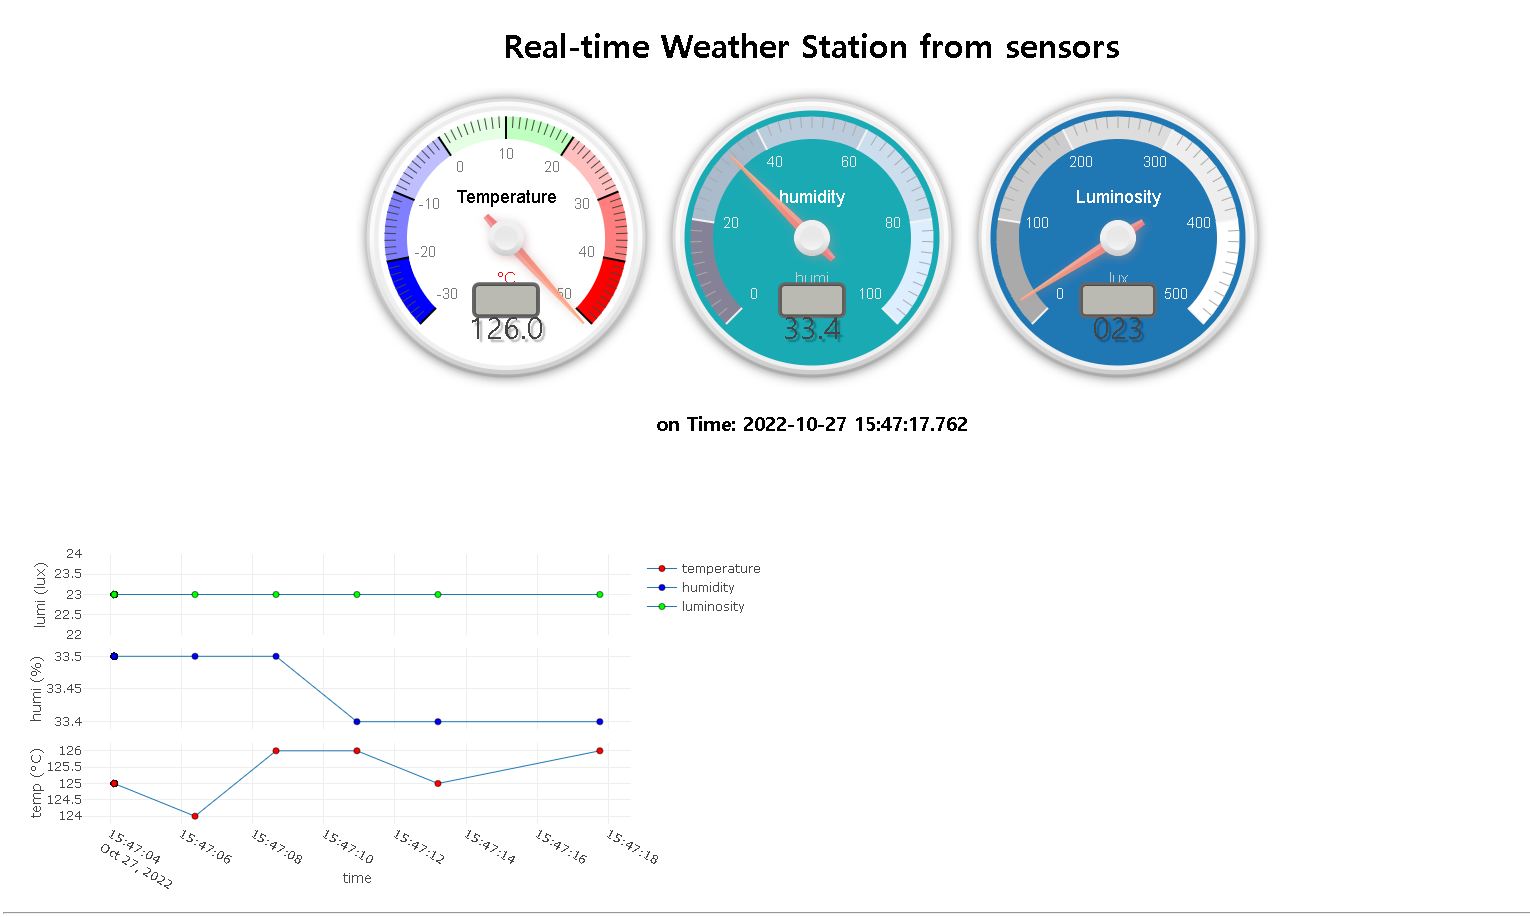 Real-time Weather Station from sensors
-30 -20 -10 0 10 20 30 40 50
Temperature
°C
126.0
0 20 40 60 80 100
humidity
humi
33.4
0 100 200 300 400 500
Luminosity
lux
023
on Time: 2022-10-27 15:47:17.762
lumi (lux)
24
23.5
23
22.5
22
humi (%)
33.5
33.45
33.4
temp (°C)
126
125.5
125
124.5
124
15:47:04 15:47:06 15:47:08 15:47:10 15:47:12 15:47:14 15:47:16 15:47:18
Oct 27, 2022
time
temperature
humidity
luminosity